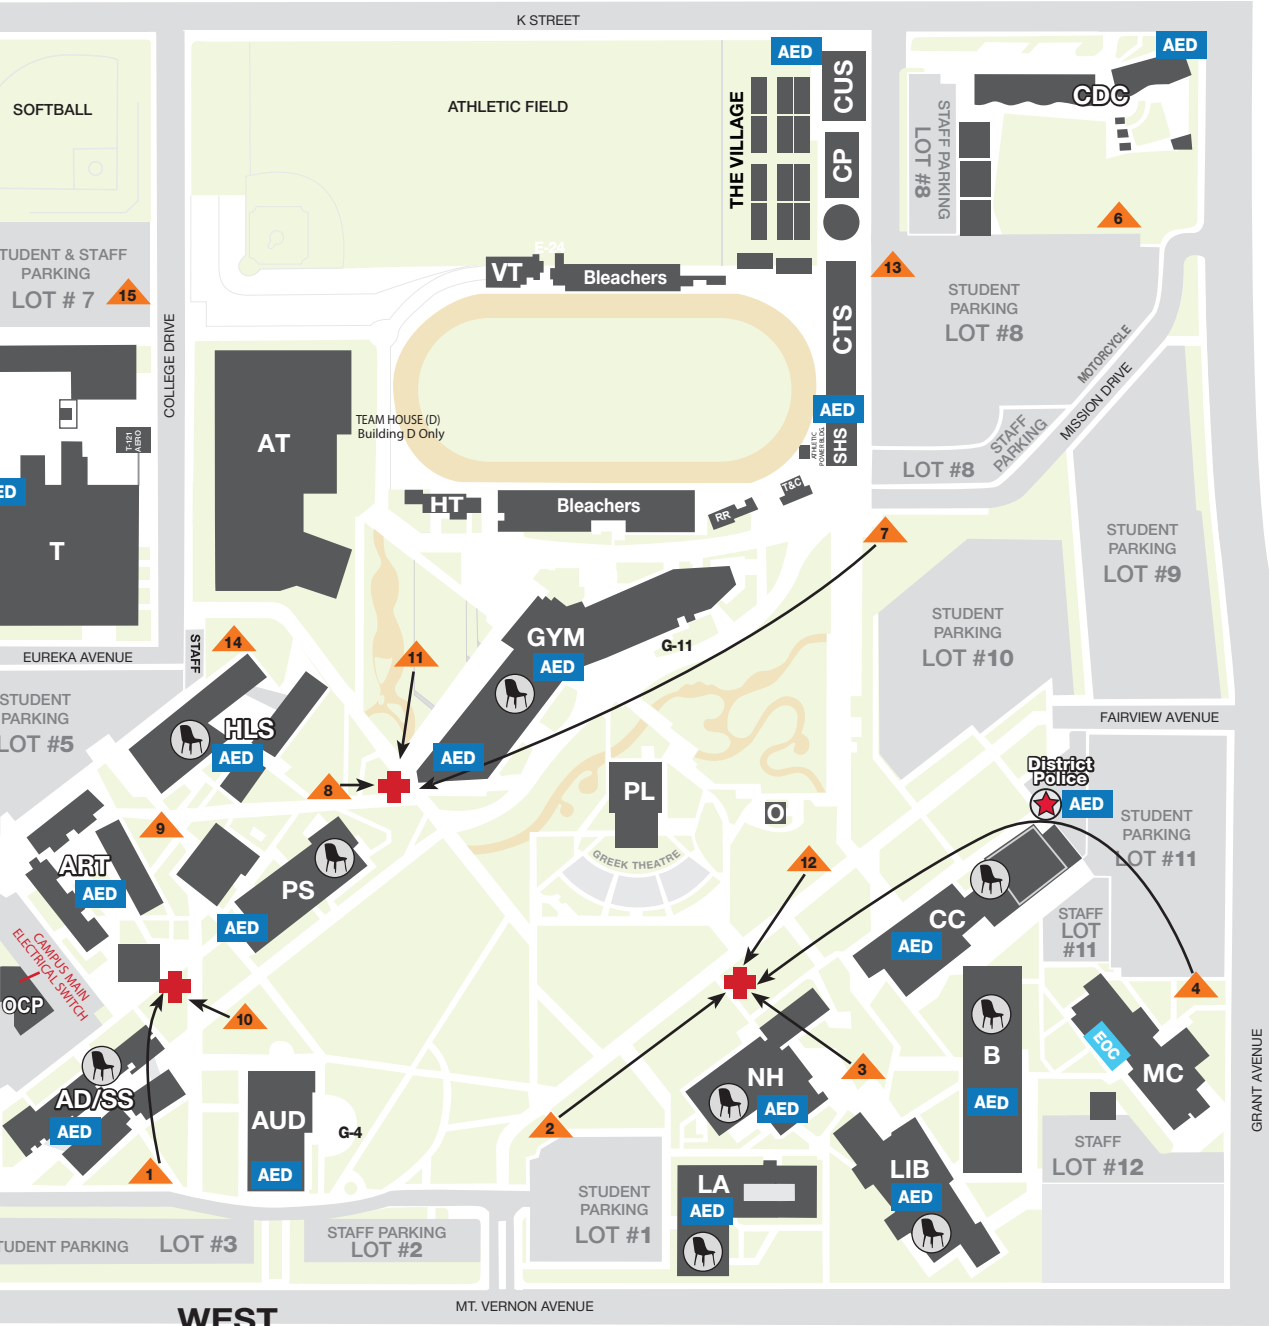 K STREET
SOFTBALL
ATHLETIC FIELD
AED
CUS
THE VILLAGE
CP
AED
CDC
STAFF PARKING
LOT #8
6
TUDENT & STAFF
PARKING
LOT # 7
15
E-24
VT
Bleachers
13
CTS
STUDENT
PARKING
LOT #8
MOTORCYCLE
MISSION DRIVE
COLLEGE DRIVE
T-121
AERO
AT
TEAM HOUSE (D)
Building D Only
AED
ATHLETIC
POWER BLDG
SHS
STAFF
PARKING
LOT #8
ED
T
HT
Bleachers
RR
T&C
7
STUDENT
PARKING
LOT #9
STUDENT
PARKING
LOT #10
EUREKA AVENUE
STAFF
14
11
GYM
AED
G-11
STUDENT
PARKING
LOT #5
HLS
AED
AED
8
FAIRVIEW AVENUE
District
Police
AED
PL
GREEK THEATRE
O
STUDENT
PARKING
LOT #11
9
ART
AED
PS
AED
12
CC
AED
STAFF
LOT
#11
CAMPUS MAIN
ELECTRICAL SWITCH
OCP
10
4
B
AED
EOC
MC
AD/SS
AED
1
AUD
AED
G-4
2
NH
AED
3
STAFF
LOT #12
GRANT AVENUE
LIB
AED
LA
AED
STUDENT
PARKING
LOT #1
TUDENT PARKING
LOT #3
STAFF PARKING
LOT #2
MT. VERNON AVENUE
WEST